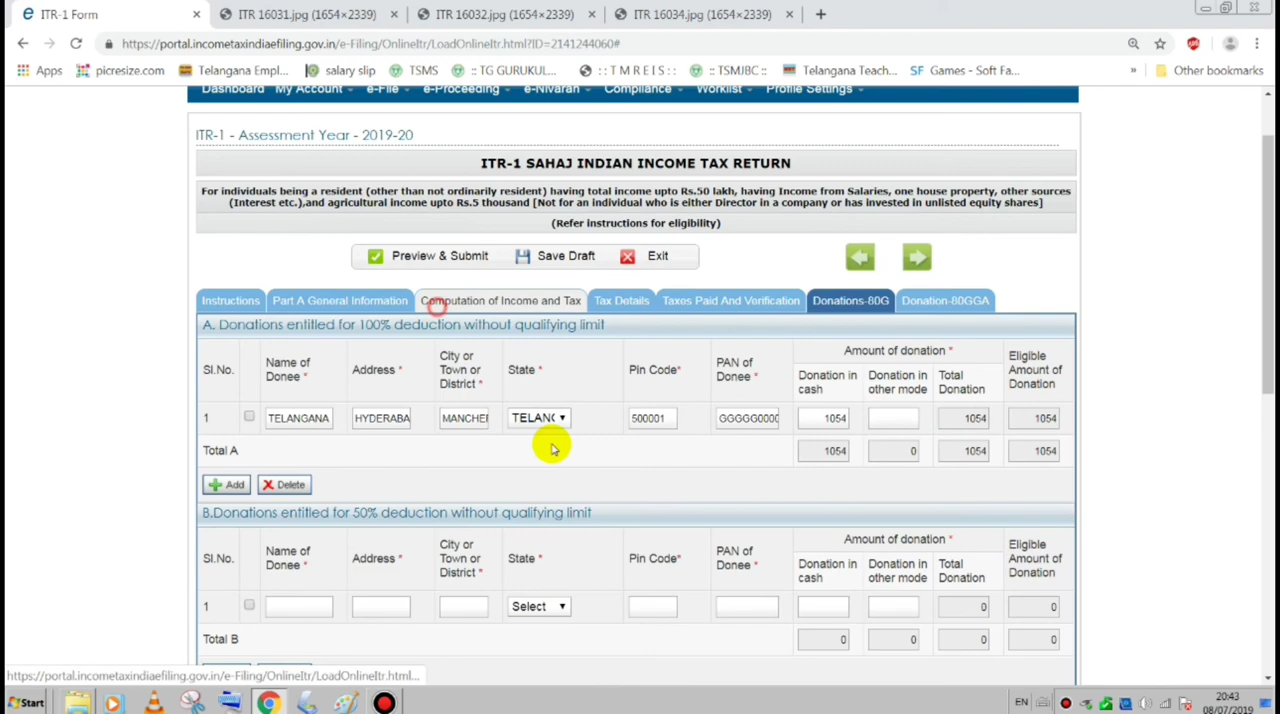 ITR-1 Form
ITR 16031.jpg (1654×2339)
ITR 16032.jpg (1654×2339)
ITR 16034.jpg (1654×2339)
https://portal.incometaxindiaefiling.gov.in/e-Filing/OnlineItr/LoadOnlineItr.html?ID=2141244060#
Apps picresize.com Telangana Empl... salary slip TSMS :: TG GURUKUL... :: T M R E I S :: :: TSMJBC :: Telangana Teach... SF Games - Soft Fa... » Other bookmarks
Dashboard My Account e-File e-Proceeding e-Nivaran Compliance Worklist Profile Settings
ITR-1 - Assessment Year - 2019-20
ITR-1 SAHAJ INDIAN INCOME TAX RETURN
For individuals being a resident (other than not ordinarily resident) having total income upto Rs.50 lakh, having Income from Salaries, one house property, other sources
(Interest etc.),and agricultural income upto Rs.5 thousand [Not for an individual who is either Director in a company or has invested in unlisted equity shares]
(Refer instructions for eligibility)
Preview & Submit Save Draft Exit
Instructions Part A General Information Computation of Income and Tax Tax Details Taxes Paid And Verification Donations-80G Donation-80GGA
A. Donations entitled for 100% deduction without qualifying limit
Sl.No. Name of Donee * Address * City or Town or District * State * Pin Code* PAN of Donee * Amount of donation * Donation in cash Donation in other mode Total Donation Eligible Amount of Donation
1 TELANGANA HYDERABA MANCHE TELAN 500001 GGGGG0000 1054 1054 1054
Total A 1054 0 1054 1054
Add Delete
B.Donations entitled for 50% deduction without qualifying limit
Sl.No. Name of Donee * Address * City or Town or District * State * Pin Code* PAN of Donee * Amount of donation * Donation in cash Donation in other mode Total Donation Eligible Amount of Donation
1 Select 0 0
Total B 0 0 0 0
https://portal.incometaxindiaefiling.gov.in/e-Filing/OnlineItr/LoadOnlineItr.html...
Start EN 20:43
08/07/2019